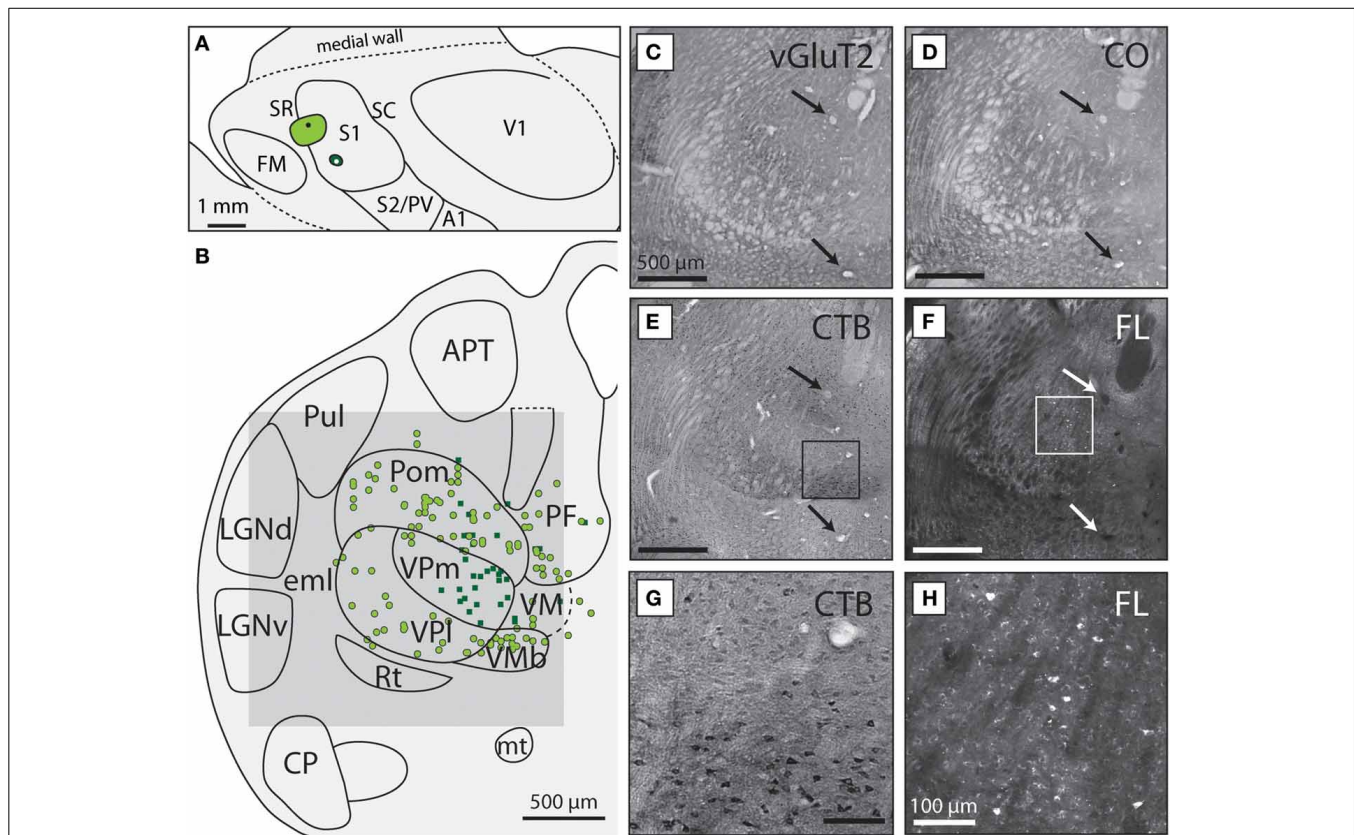 A
medial wall
SR
SC
S1
V1
FM
S2/PV
A1
1 mm
B
APT
Pul
Pom
LGNd
PF
eml
VPm
VM
LGNv
VPl
VMb
Rt
mt
CP
500 µm
C
vGluT2
500 µm
D
CO
E
CTB
F
FL
G
CTB
H
FL
100 µm